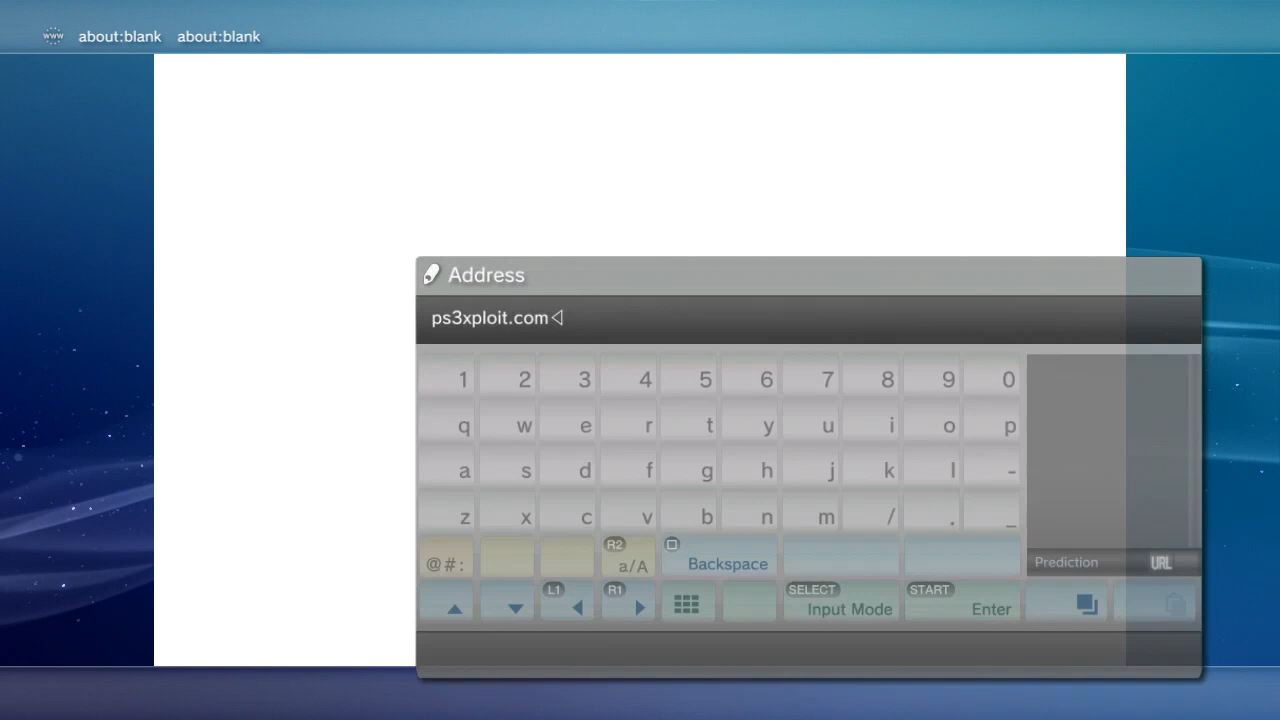 www about:blank about:blank
Address
ps3xploit.com
1 2 3 4 5 6 7 8 9 0
q w e r t y u i o p
a s d f g h j k l -
z x c v b n m / . _
@#: R2 a/A Backspace
Prediction URL
L1 R1 SELECT Input Mode START Enter